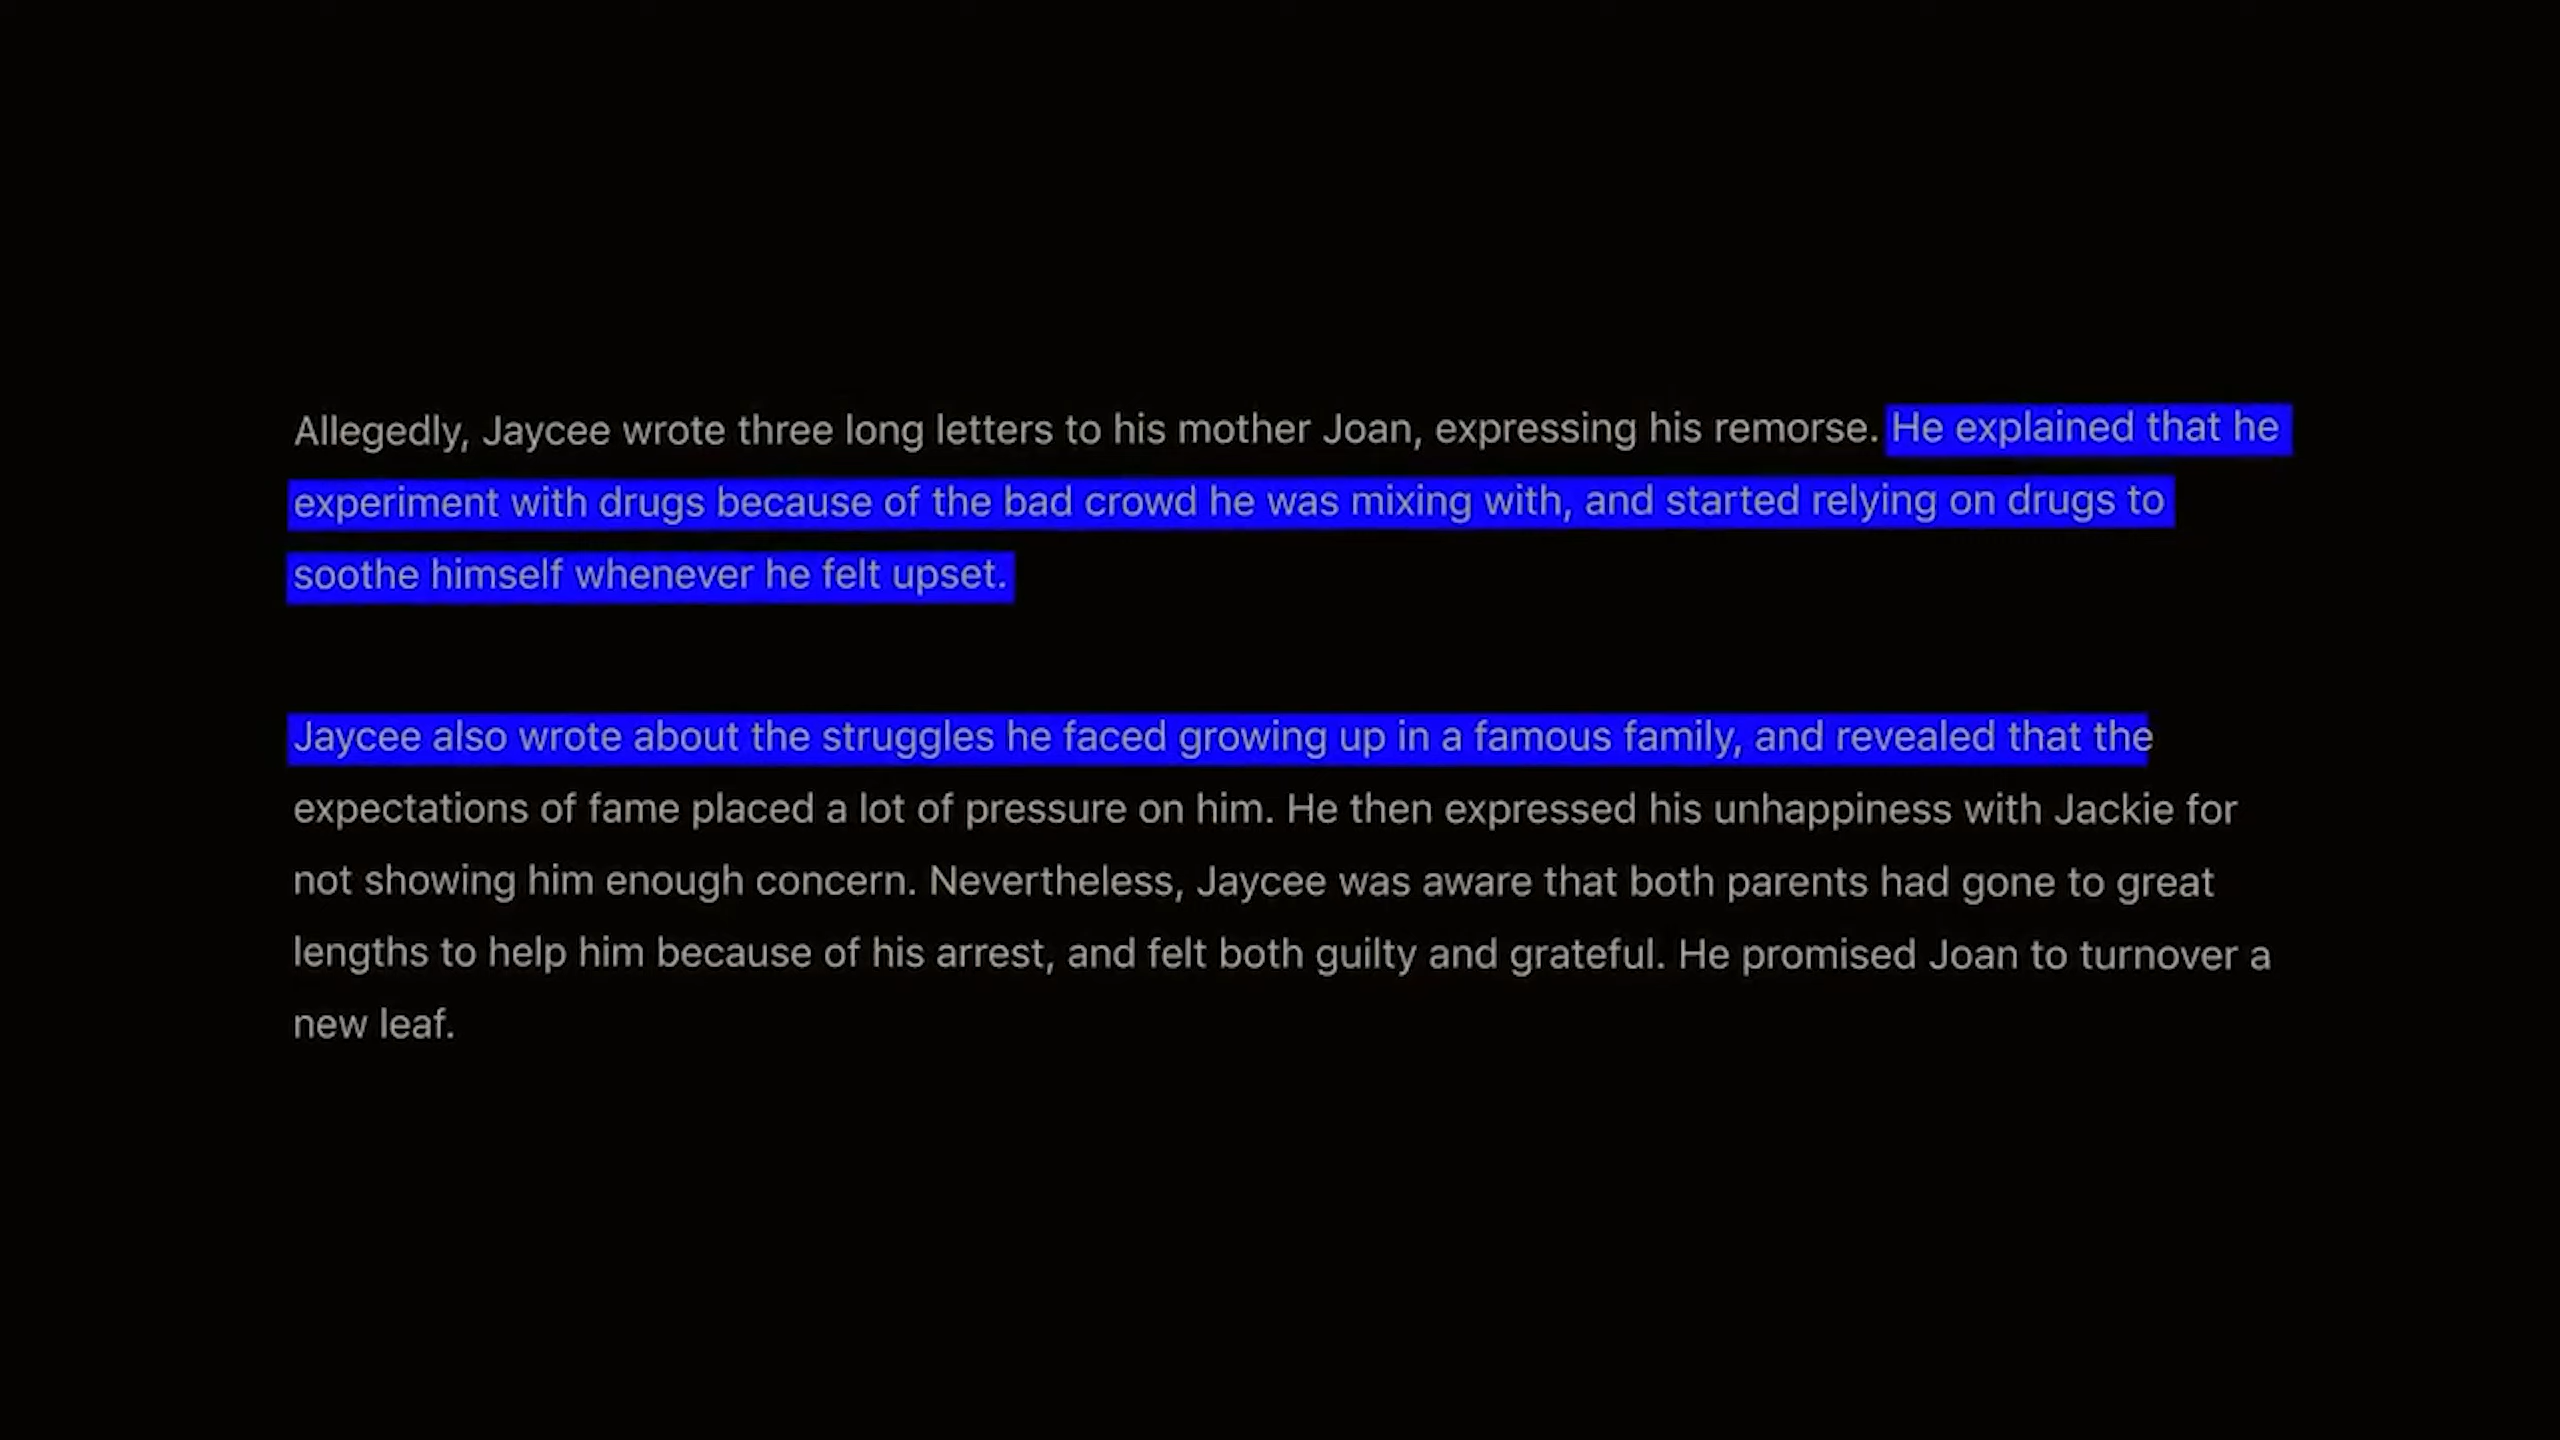 Allegedly, Jaycee wrote three long letters to his mother Joan, expressing his remorse. He explained that he
experiment with drugs because of the bad crowd he was mixing with, and started relying on drugs to
soothe himself whenever he felt upset.
Jaycee also wrote about the struggles he faced growing up in a famous family, and revealed that the
expectations of fame placed a lot of pressure on him. He then expressed his unhappiness with Jackie for
not showing him enough concern. Nevertheless, Jaycee was aware that both parents had gone to great
lengths to help him because of his arrest, and felt both guilty and grateful. He promised Joan to turnover a
new leaf.